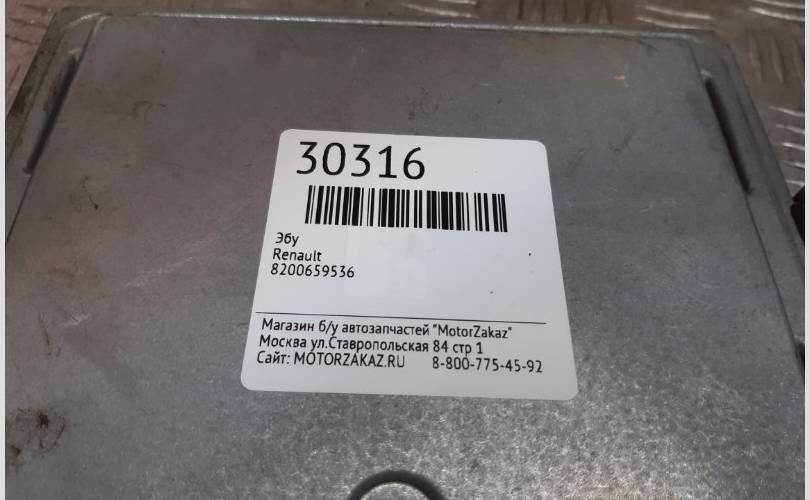 30316
Эбу
Renault
8200659536
Магазин б/у автозапчастей "MotorZakaz"
Москва ул.Ставропольская 84 стр 1
Сайт: MOTORZAKAZ.RU 8-800-775-45-92